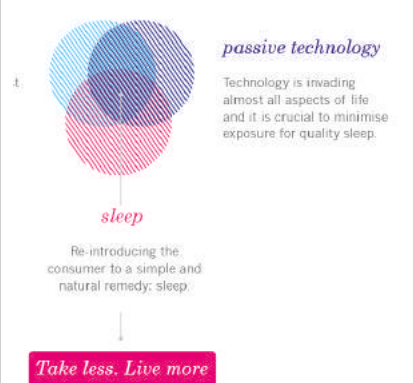 passive technology
t
Technology is invading
almost all aspects of life
and it is crucial to minimise
exposure for quality sleep.
sleep
Re-introducing the
consumer to a simple and
natural remedy: sleep.
Take less. Live more